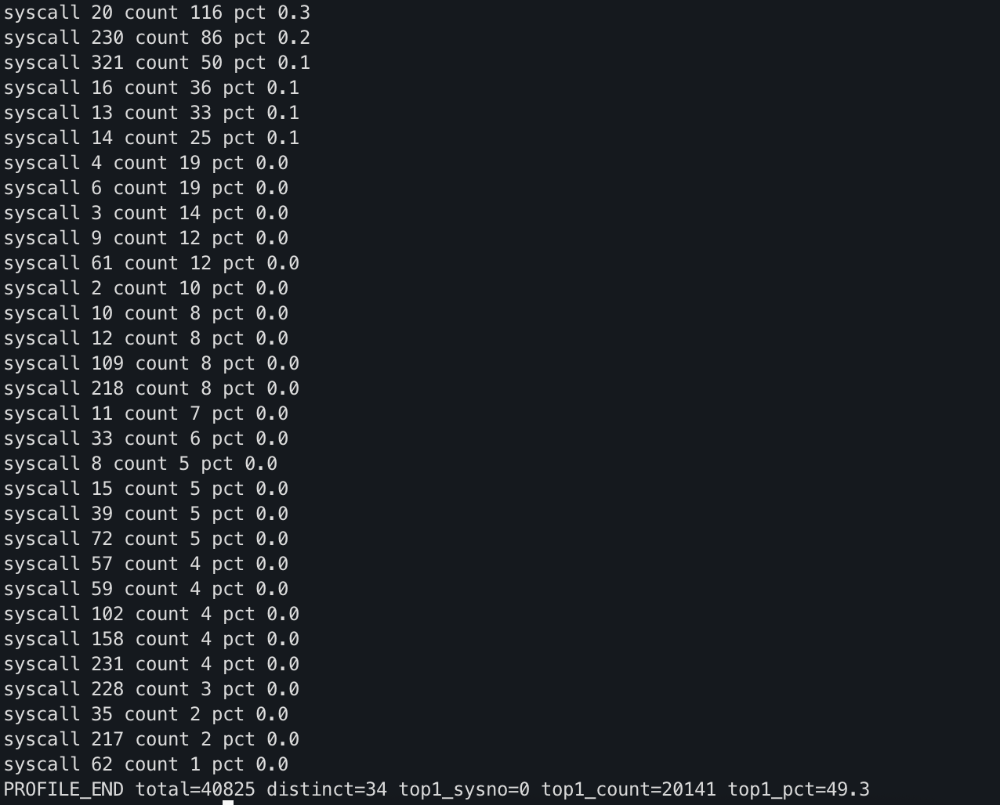 syscall 20 count 116 pct 0.3
syscall 230 count 86 pct 0.2
syscall 321 count 50 pct 0.1
syscall 16 count 36 pct 0.1
syscall 13 count 33 pct 0.1
syscall 14 count 25 pct 0.1
syscall 4 count 19 pct 0.0
syscall 6 count 19 pct 0.0
syscall 3 count 14 pct 0.0
syscall 9 count 12 pct 0.0
syscall 61 count 12 pct 0.0
syscall 2 count 10 pct 0.0
syscall 10 count 8 pct 0.0
syscall 12 count 8 pct 0.0
syscall 109 count 8 pct 0.0
syscall 218 count 8 pct 0.0
syscall 11 count 7 pct 0.0
syscall 33 count 6 pct 0.0
syscall 8 count 5 pct 0.0
syscall 15 count 5 pct 0.0
syscall 39 count 5 pct 0.0
syscall 72 count 5 pct 0.0
syscall 57 count 4 pct 0.0
syscall 59 count 4 pct 0.0
syscall 102 count 4 pct 0.0
syscall 158 count 4 pct 0.0
syscall 231 count 4 pct 0.0
syscall 228 count 3 pct 0.0
syscall 35 count 2 pct 0.0
syscall 217 count 2 pct 0.0
syscall 62 count 1 pct 0.0
PROFILE_END total=40825 distinct=34 top1_sysno=0 top1_count=20141 top1_pct=49.3